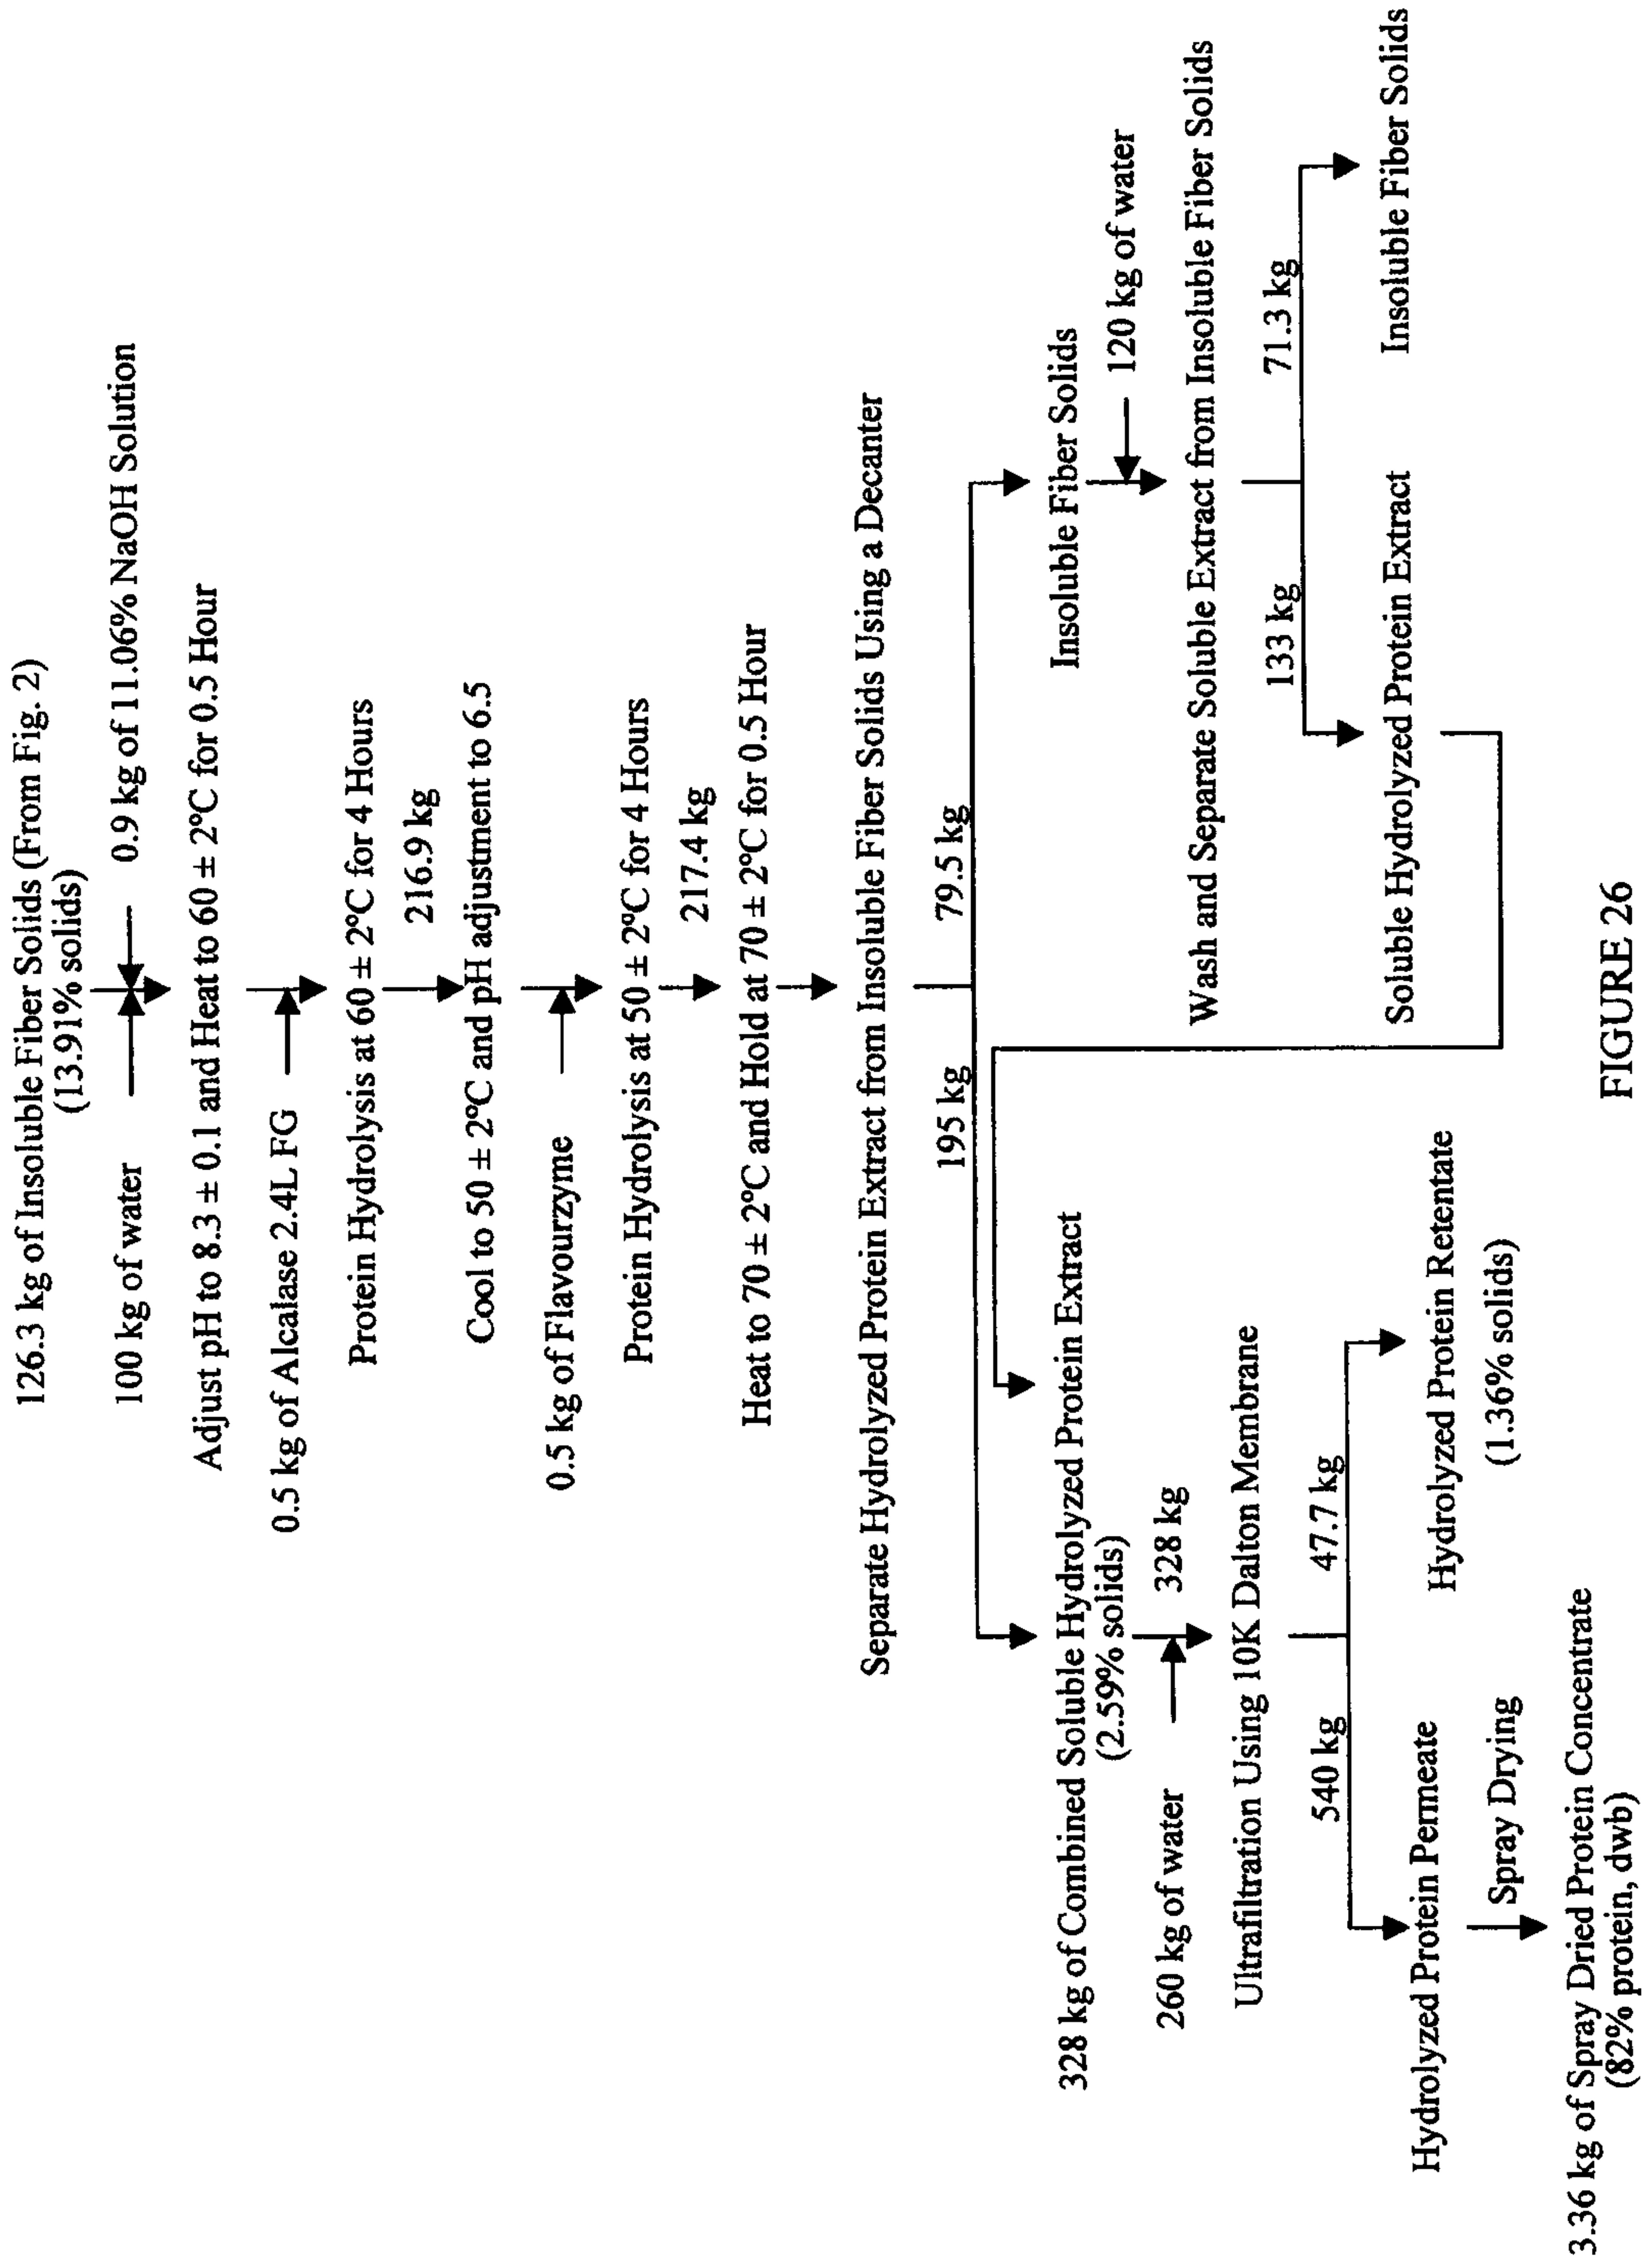 126.3 kg of Insoluble Fiber Solids (From Fig. 2)
(13.91% solids)
100 kg of water
0.9 kg of 11.06% NaOH Solution
Adjust pH to 8.3 ± 0.1 and Heat to 60 ± 2°C for 0.5 Hour
0.5 kg of Alcalase 2.4L FG
Protein Hydrolysis at 60 ± 2°C for 4 Hours
216.9 kg
Cool to 50 ± 2°C and pH adjustment to 6.5
0.5 kg of Flavourzyme
Protein Hydrolysis at 50 ± 2°C for 4 Hours
217.4 kg
Heat to 70 ± 2°C and Hold at 70 ± 2°C for 0.5 Hour
Separate Hydrolyzed Protein Extract from Insoluble Fiber Solids Using a Decanter
195 kg
79.5 kg
Insoluble Fiber Solids
120 kg of water
Wash and Separate Soluble Extract from Insoluble Fiber Solids
133 kg
71.3 kg
Soluble Hydrolyzed Protein Extract
Insoluble Fiber Solids
328 kg of Combined Soluble Hydrolyzed Protein Extract
(2.59% solids)
260 kg of water
328 kg
Ultrafiltration Using 10K Dalton Membrane
540 kg
47.7 kg
Hydrolyzed Protein Permeate
Hydrolyzed Protein Retentate
(1.36% solids)
Spray Drying
3.36 kg of Spray Dried Protein Concentrate
(82% protein, dwb)
FIGURE 26